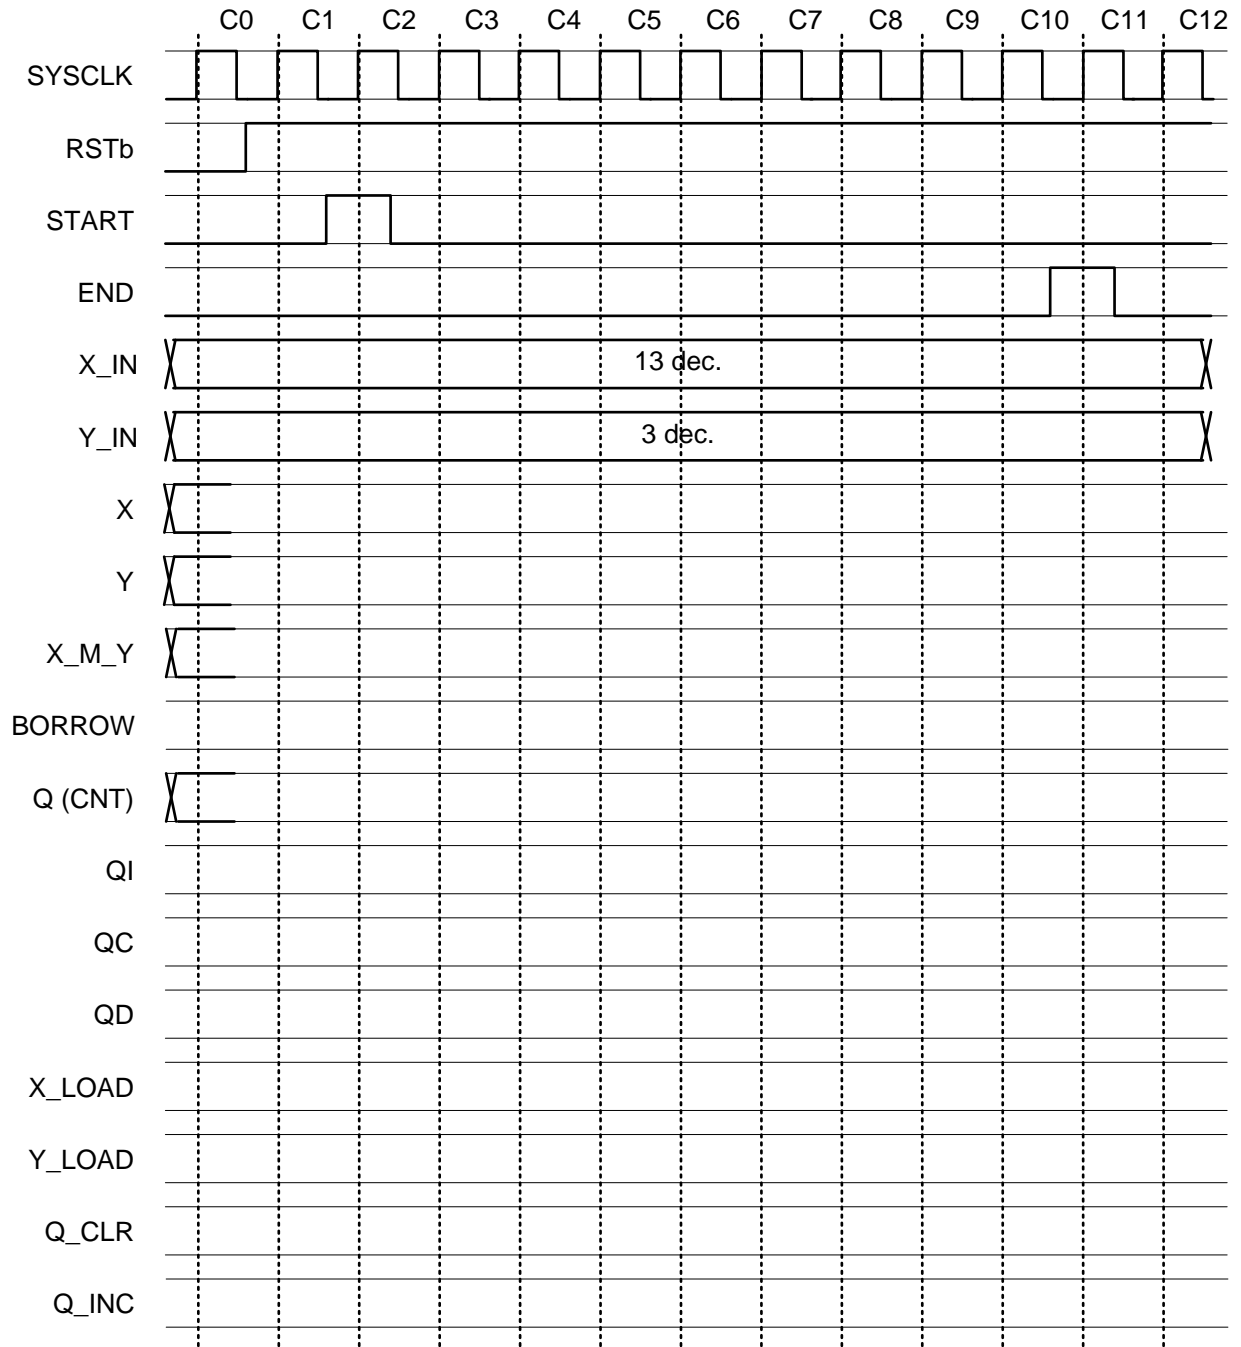 C0 C1 C2 C3 C4 C5 C6 C7 C8 C9 C10 C11 C12
SYSCLK
RSTb
START
END
X_IN 13 dec.
Y_IN 3 dec.
X
Y
X_M_Y
BORROW
Q (CNT)
QI
QC
QD
X_LOAD
Y_LOAD
Q_CLR
Q_INC